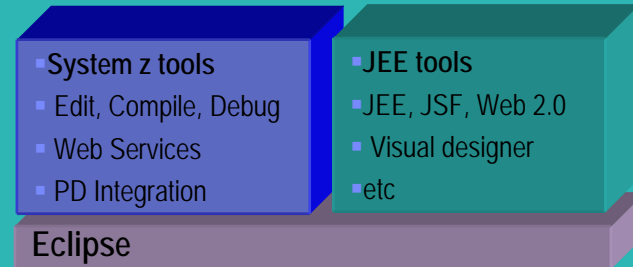 ▪System z tools
▪ Edit, Compile, Debug
▪ Web Services
▪ PD Integration
▪JEE tools
▪JEE, JSF, Web 2.0
▪ Visual designer
▪etc
Eclipse